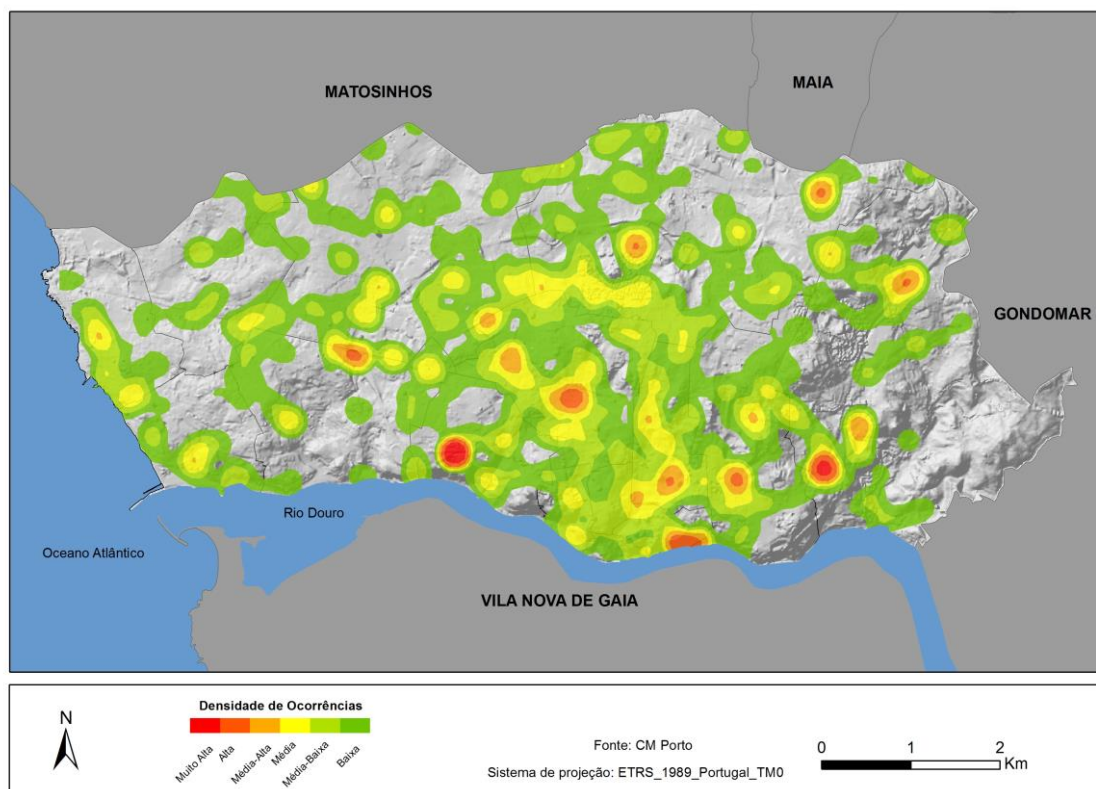 MATOSINHOS
MAIA
GONDOMAR
Rio Douro
Oceano Atlântico
VILA NOVA DE GAIA
N
Densidade de Ocorrências
Muito Alta
Alta
Média-Alta
Média
Média-Baixa
Baixa
Fonte: CM Porto
Sistema de projeção: ETRS_1989_Portugal_TM0
0 1 2
Km